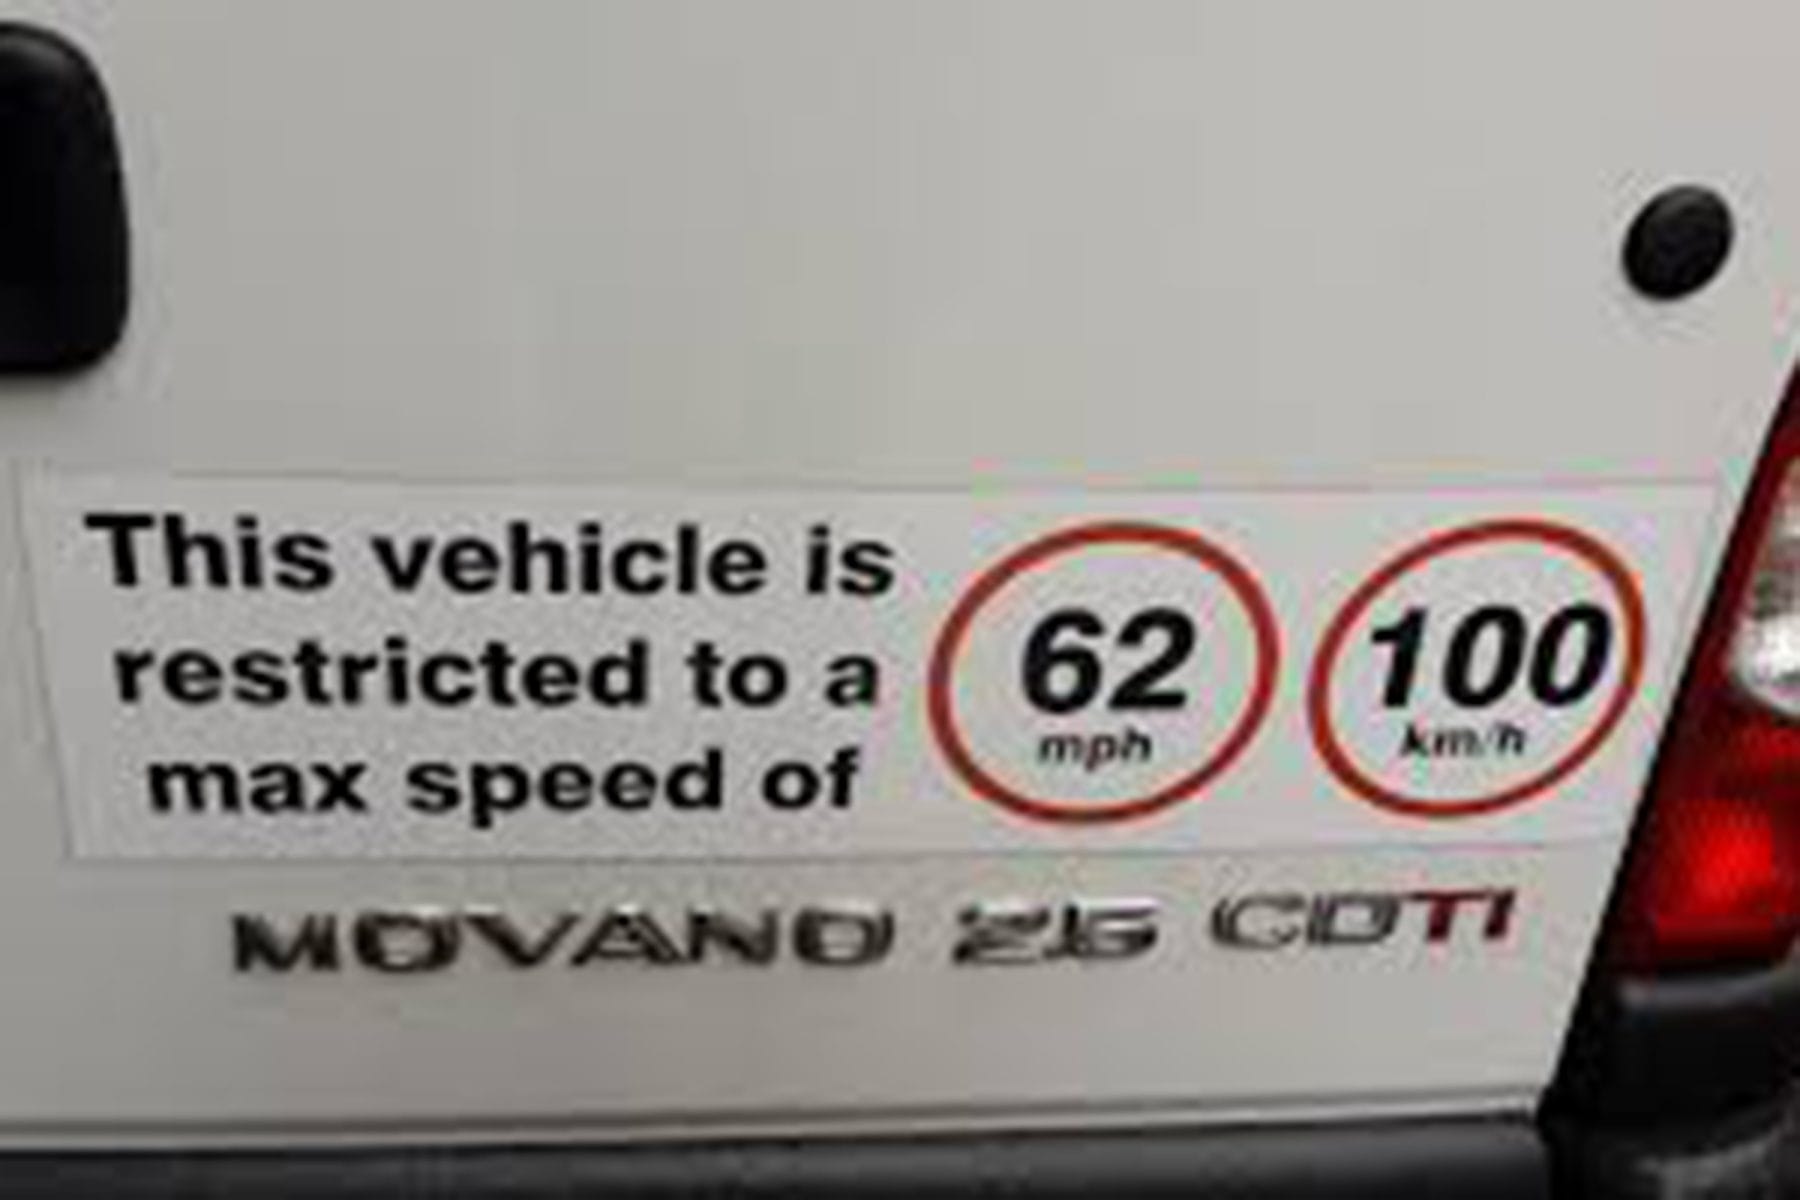 This vehicle is
restricted to a
max speed of
62
mph
100
km/h
MOVANO 2.5 CDTI